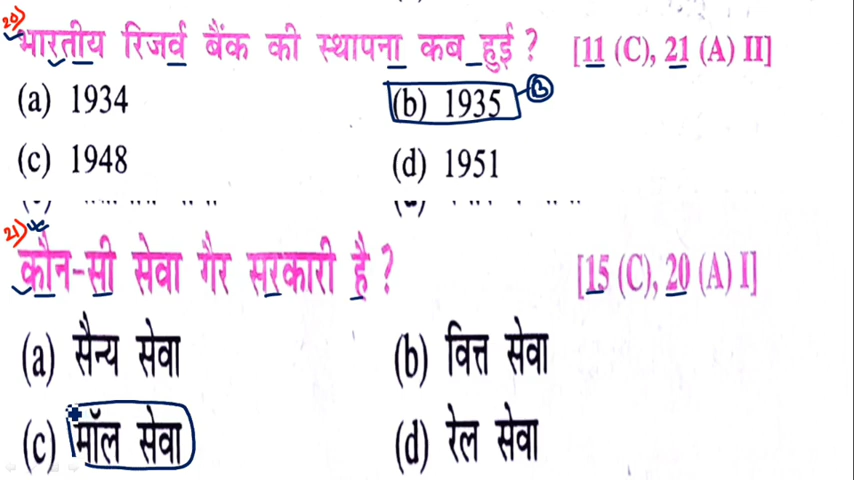 20) भारतीय रिजर्व बैंक की स्थापना कब हुई ? [11 (C), 21 (A) II]
(a) 1934 (b) 1935
(c) 1948 (d) 1951
21) कौन-सी सेवा गैर सरकारी है ? [15 (C), 20 (A) I]
(a) सैन्य सेवा (b) वित्त सेवा
(c) मॉल सेवा (d) रेल सेवा